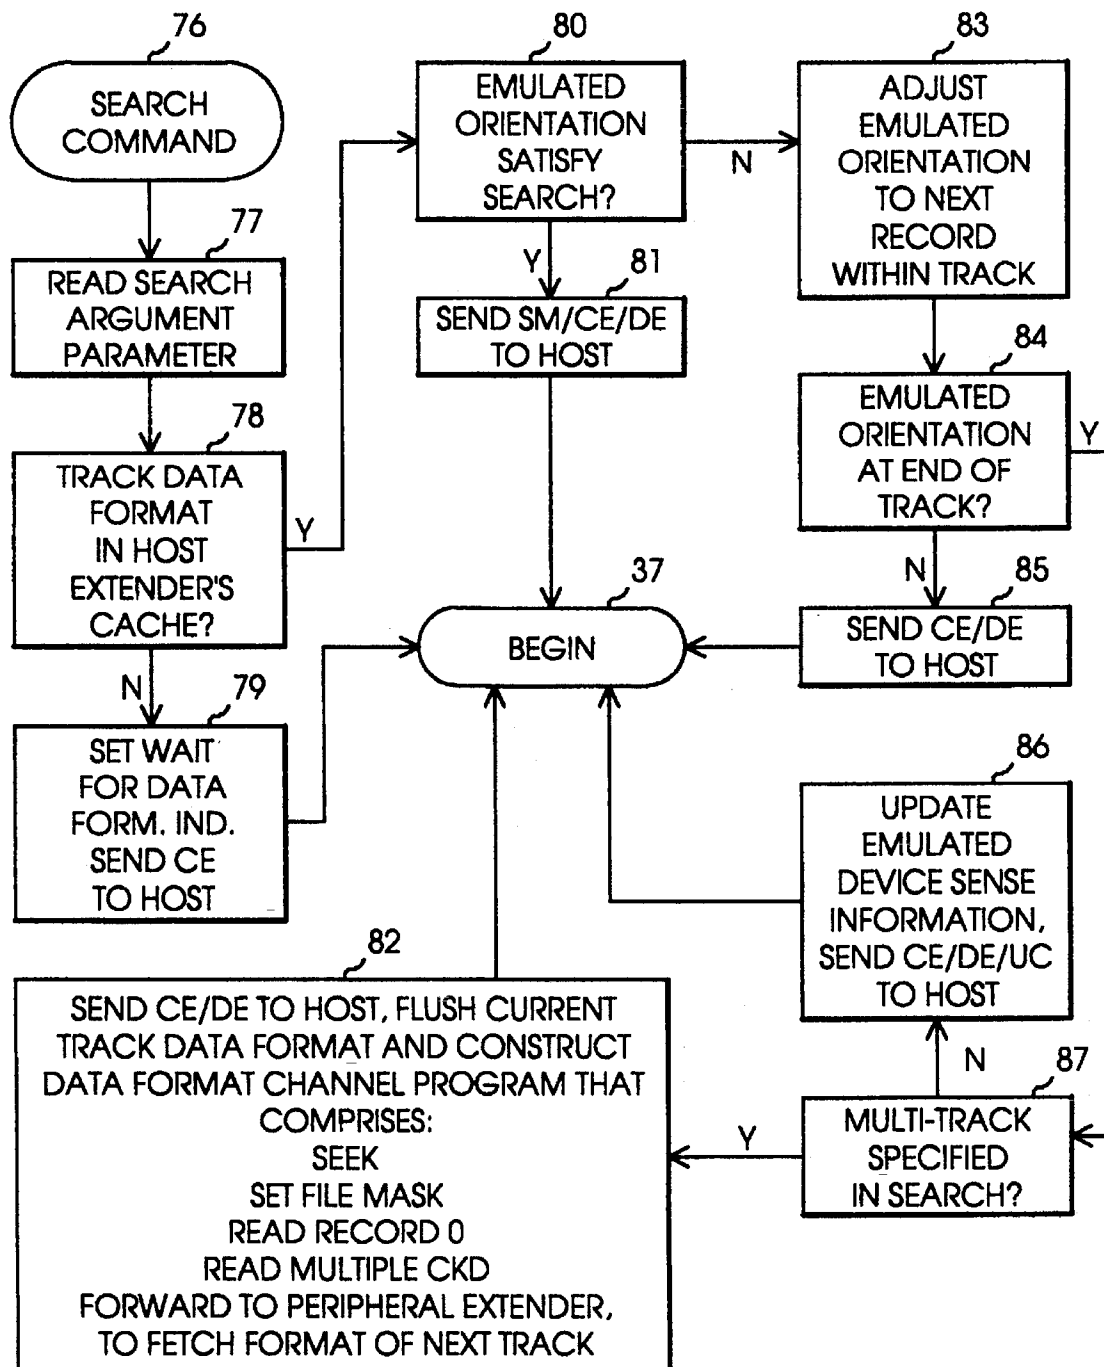 76
SEARCH
COMMAND
77
READ SEARCH
ARGUMENT
PARAMETER
78
TRACK DATA
FORMAT
IN HOST
EXTENDER'S
CACHE?
Y
N
79
SET WAIT
FOR DATA
FORM. IND.
SEND CE
TO HOST
80
EMULATED
ORIENTATION
SATISFY
SEARCH?
N
Y
81
SEND SM/CE/DE
TO HOST
37
BEGIN
83
ADJUST
EMULATED
ORIENTATION
TO NEXT
RECORD
WITHIN TRACK
84
EMULATED
ORIENTATION
AT END OF
TRACK?
Y
N
85
SEND CE/DE
TO HOST
86
UPDATE
EMULATED
DEVICE SENSE
INFORMATION,
SEND CE/DE/UC
TO HOST
N
87
MULTI-TRACK
SPECIFIED
IN SEARCH?
Y
82
SEND CE/DE TO HOST, FLUSH CURRENT
TRACK DATA FORMAT AND CONSTRUCT
DATA FORMAT CHANNEL PROGRAM THAT
COMPRISES:
SEEK
SET FILE MASK
READ RECORD 0
READ MULTIPLE CKD
FORWARD TO PERIPHERAL EXTENDER,
TO FETCH FORMAT OF NEXT TRACK